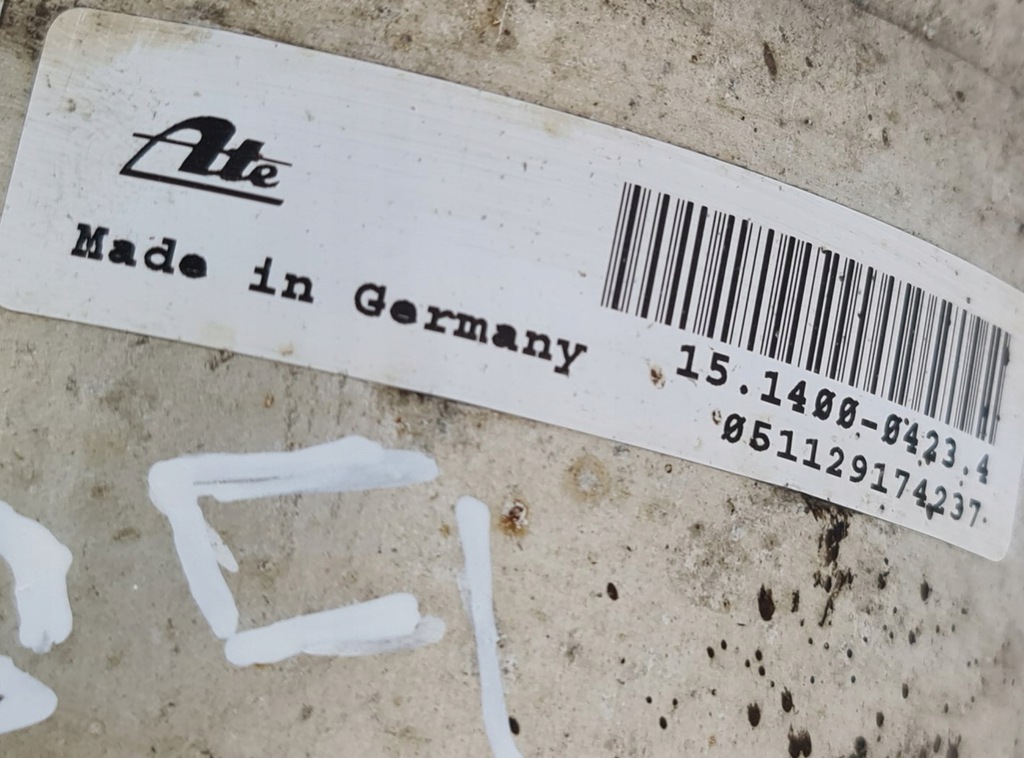 Ate
Made in Germany
15.1400-0423.4
051129174237